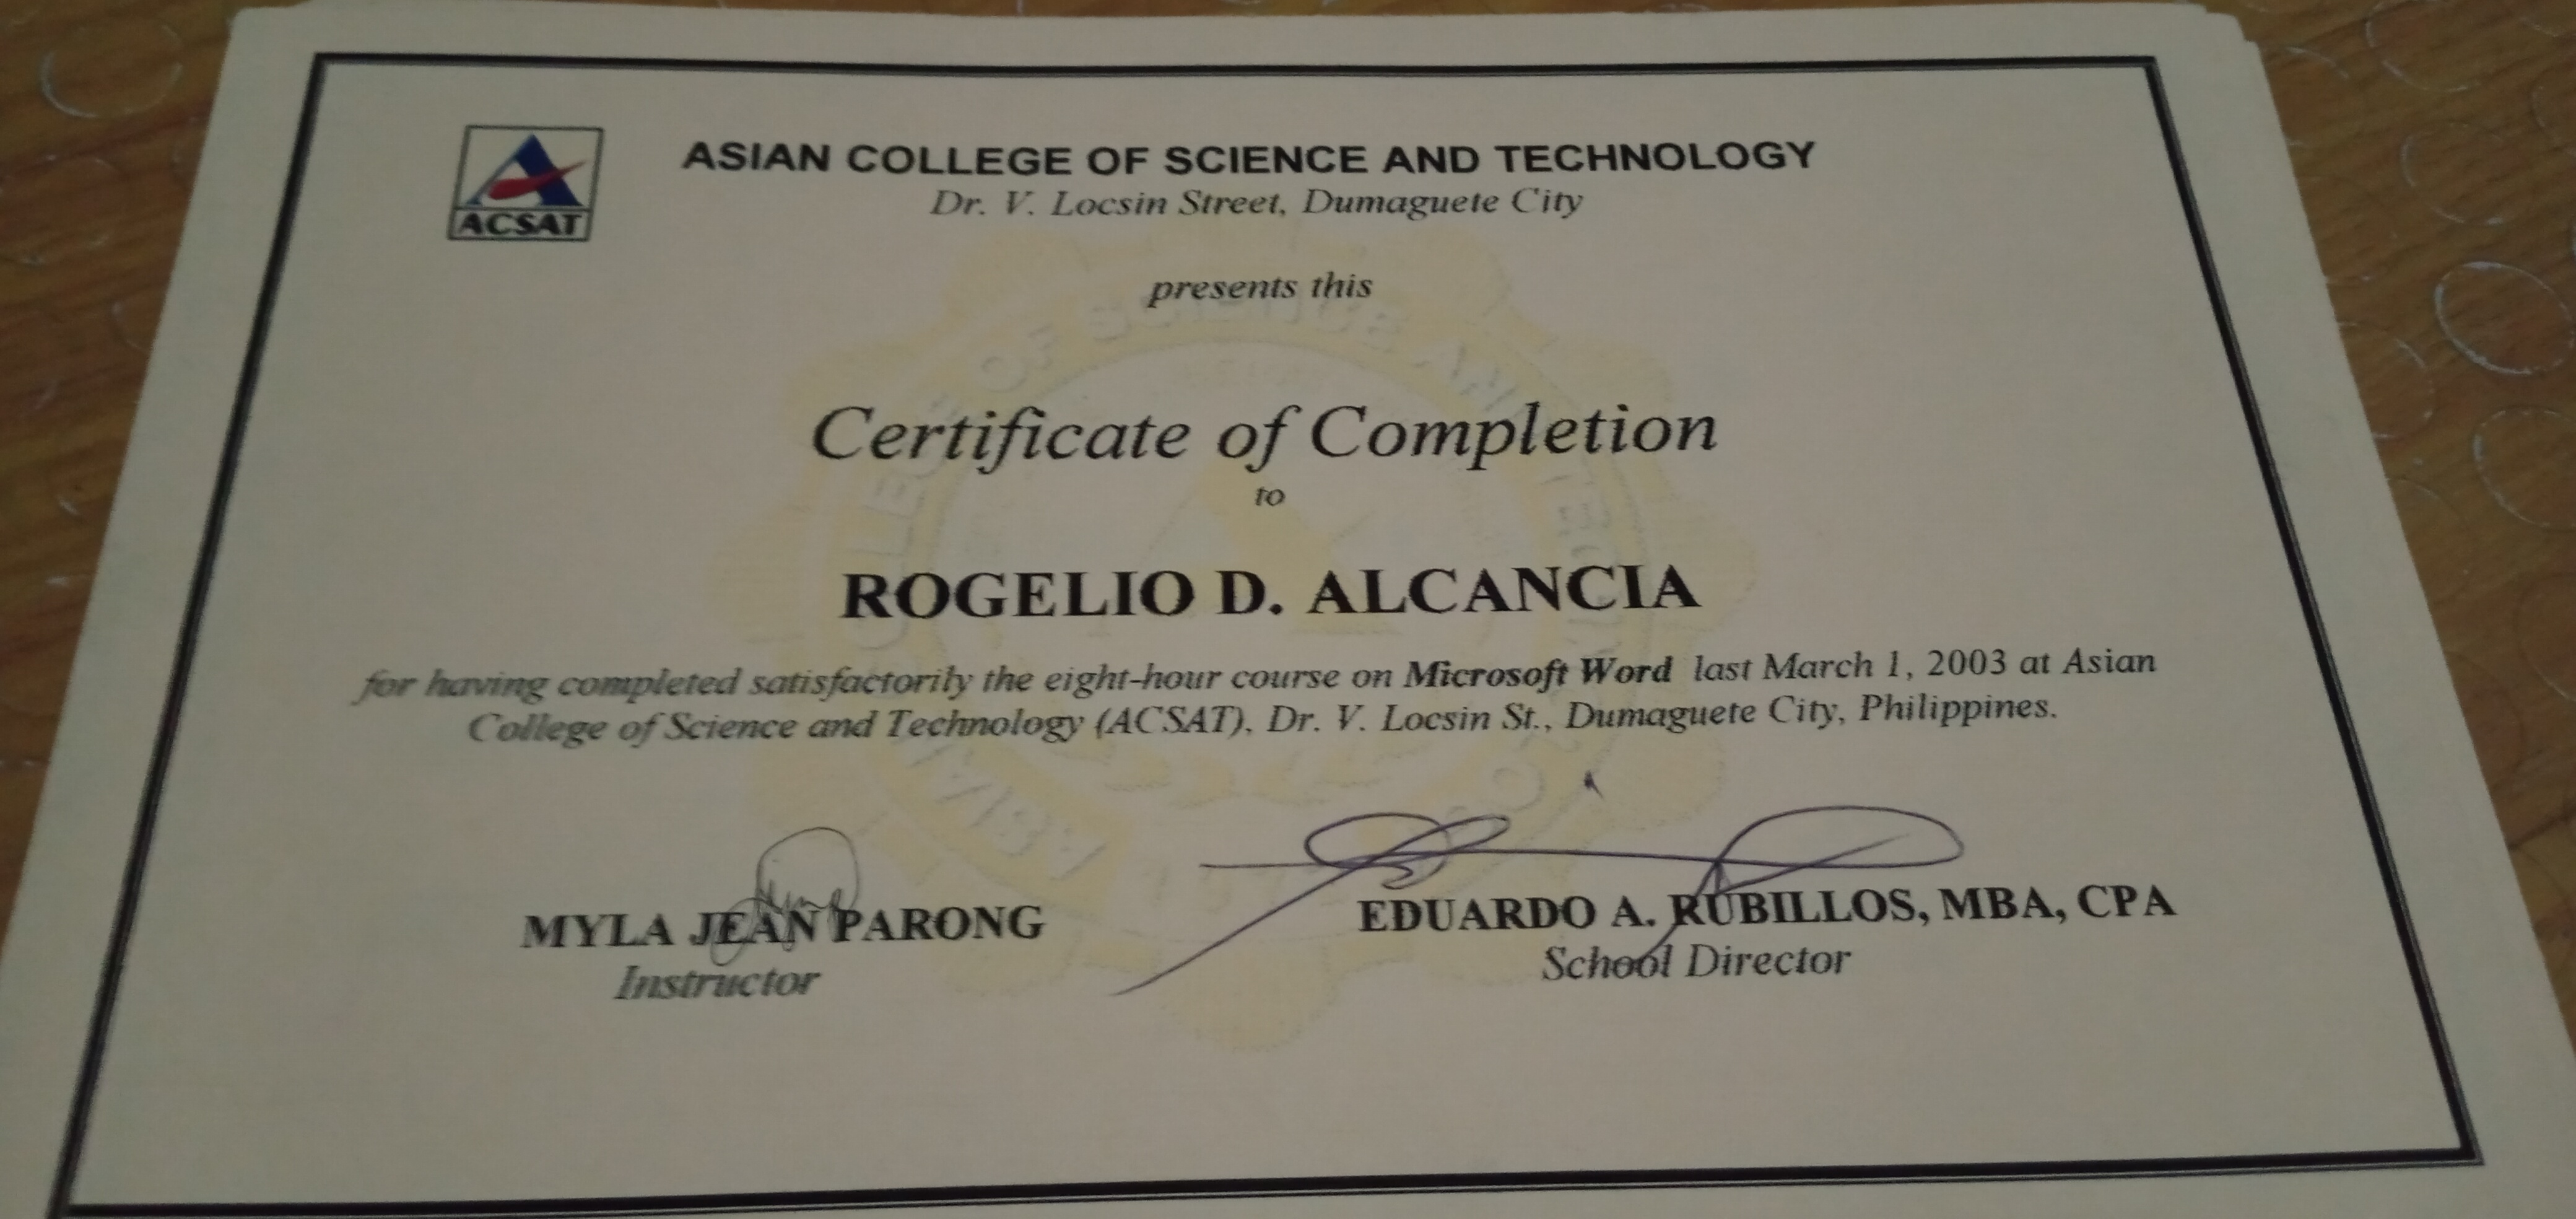 ACSAT
ASIAN COLLEGE OF SCIENCE AND TECHNOLOGY
Dr. V. Locsin Street, Dumaguete City
presents this
Certificate of Completion
to
ROGELIO D. ALCANCIA
for having completed satisfactorily the eight-hour course on Microsoft Word last March 1, 2003 at Asian
College of Science and Technology (ACSAT), Dr. V. Locsin St., Dumaguete City, Philippines.
MYLA JEAN PARONG
Instructor
EDUARDO A. RUBILLOS, MBA, CPA
School Director